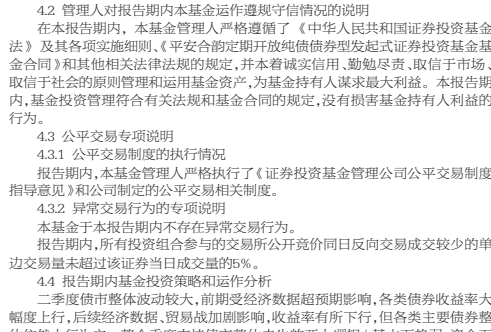 4.2 管理人对报告期内本基金运作遵规守信情况的说明
在本报告期内，本基金管理人严格遵循了《中华人民共和国证券投资基金
法》及其各项实施细则、《平安合韵定期开放纯债债券型发起式证券投资基金基
金合同》和其他相关法律法规的规定，并本着诚实信用、勤勉尽责、取信于市场、
取信于社会的原则管理和运用基金资产，为基金持有人谋求最大利益。本报告期
内，基金投资管理符合有关法规和基金合同的规定，没有损害基金持有人利益的
行为。
4.3 公平交易专项说明
4.3.1 公平交易制度的执行情况
报告期内，本基金管理人严格执行了《证券投资基金管理公司公平交易制度
指导意见》和公司制定的公平交易相关制度。
4.3.2 异常交易行为的专项说明
本基金于本报告期内不存在异常交易行为。
报告期内，所有投资组合参与的交易所公开竞价同日反向交易成交较少的单
边交易量未超过该证券当日成交量的5%。
4.4 报告期内基金投资策略和运作分析
二季度债市整体波动较大，前期受经济数据超预期影响，各类债券收益率大
幅度上行，后续经济数据、贸易战加剧影响，收益率有所下行，但各类主要债券整